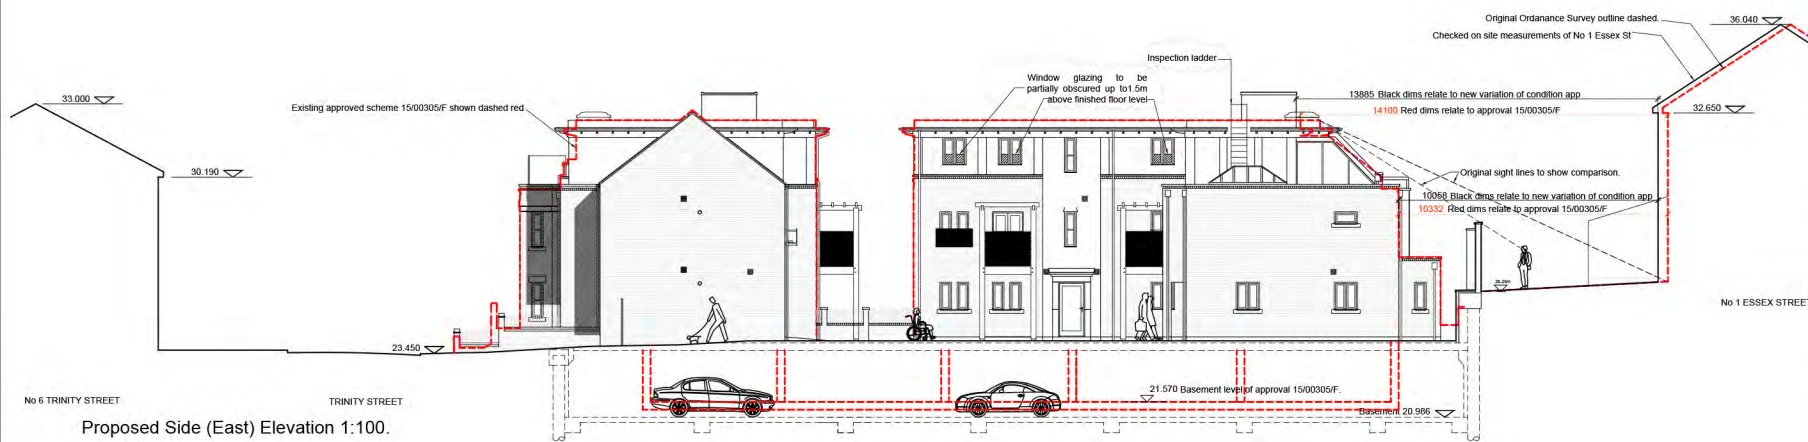 Original Ordanance Survey outline dashed.
36.040
Checked on site measurements of No 1 Essex St
Inspection ladder
Window glazing to be
partially obscured up to1.5m
above finished floor level
33.000
Existing approved scheme 15/00305/F shown dashed red
13885 Black dims relate to new variation of condition app
14100 Red dims relate to approval 15/00305/F
32.650
30.190
Original sight lines to show comparison.
10068 Black dims relate to new variation of condition app
10332 Red dims relate to approval 15/00305/F
No 1 ESSEX STREET
23.450
21.570 Basement level of approval 15/00305/F.
Basement 20.986
No 6 TRINITY STREET
TRINITY STREET
Proposed Side (East) Elevation 1:100.